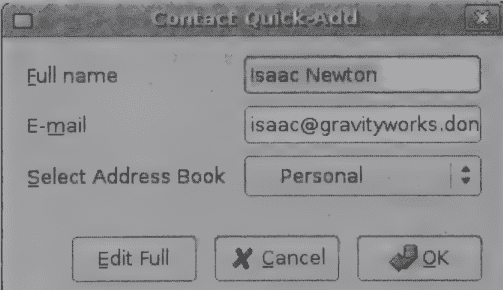 Contact Quick-Add
Full name Isaac Newton
E-mail isaac@gravityworks.don
Select Address Book Personal
Edit Full Cancel OK